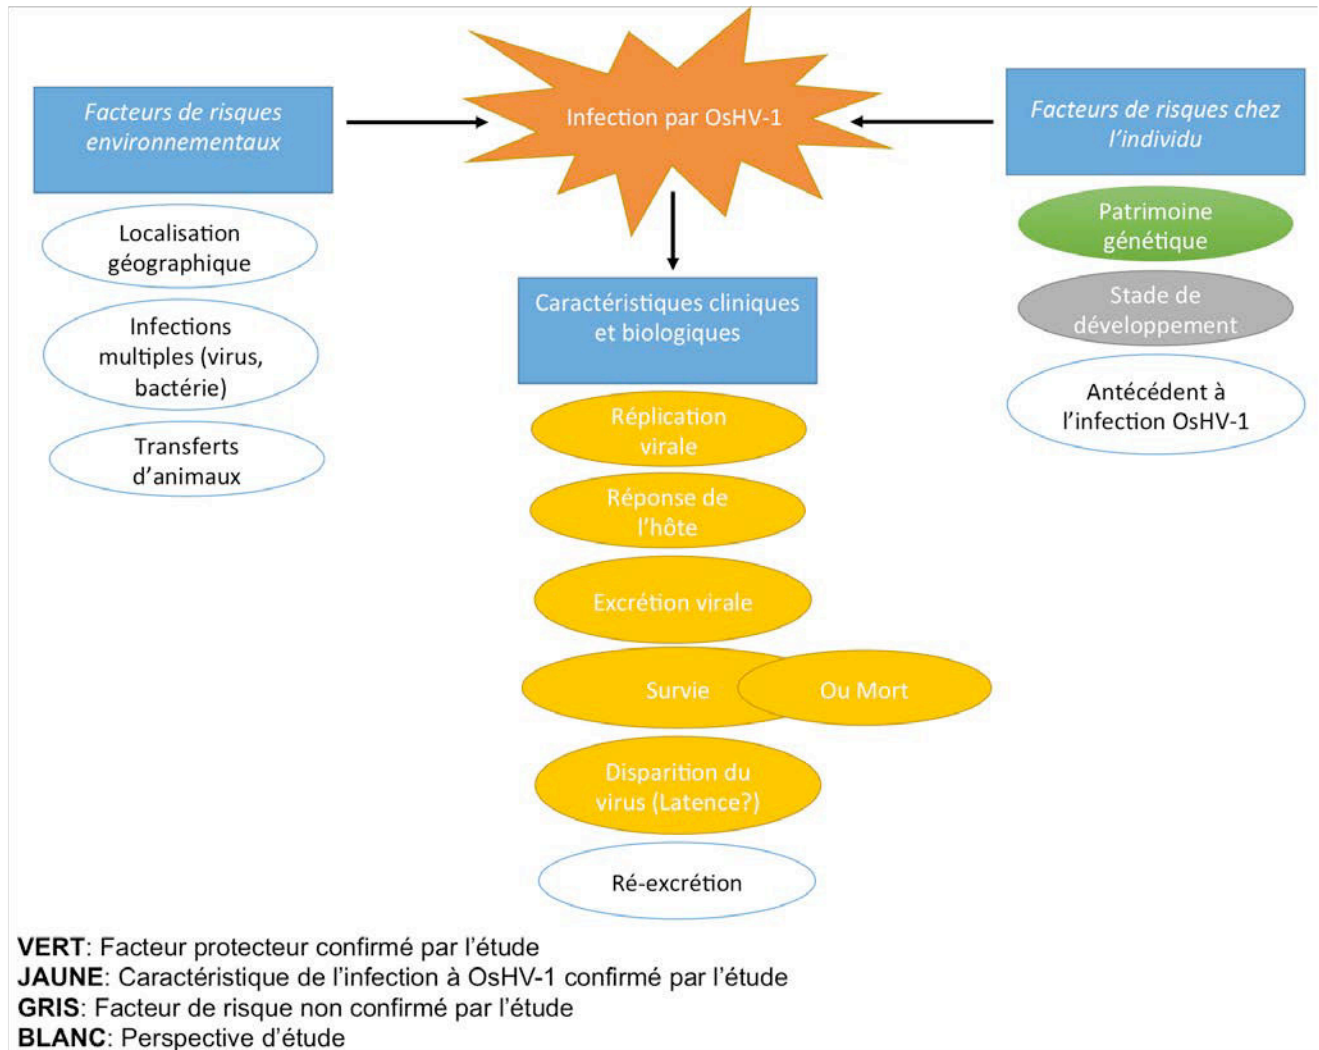 Facteurs de risques
environnementaux
Localisation
géographique
Infections
multiples (virus,
bactérie)
Transferts
d'animaux
Infection par OsHV-1
Caractéristiques cliniques
et biologiques
Réplication
virale
Réponse de
l'hôte
Excrétion virale
Survie
Ou Mort
Disparition du
virus (Latence?)
Ré-excrétion
Facteurs de risques chez
l'individu
Patrimoine
génétique
Stade de
développement
Antécédent à
l'infection OsHV-1
VERT: Facteur protecteur confirmé par l'étude
JAUNE: Caractéristique de l'infection à OsHV-1 confirmé par l'étude
GRIS: Facteur de risque non confirmé par l'étude
BLANC: Perspective d'étude